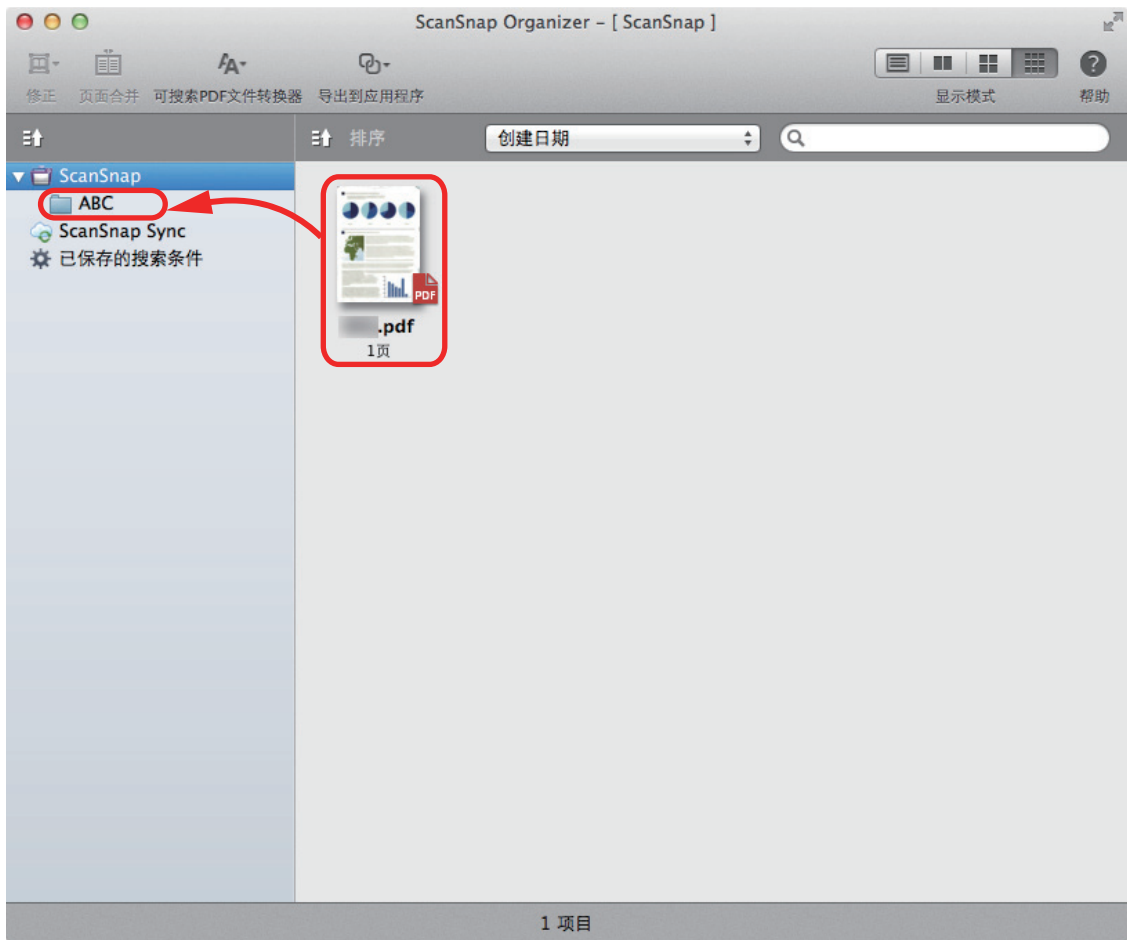 ScanSnap Organizer – [ ScanSnap ]
修正 页面合并 可搜索PDF文件转换器 导出到应用程序 显示模式 帮助
排序 创建日期
ScanSnap
ABC
ScanSnap Sync
已保存的搜索条件
PDF
.pdf
1页
1 项目